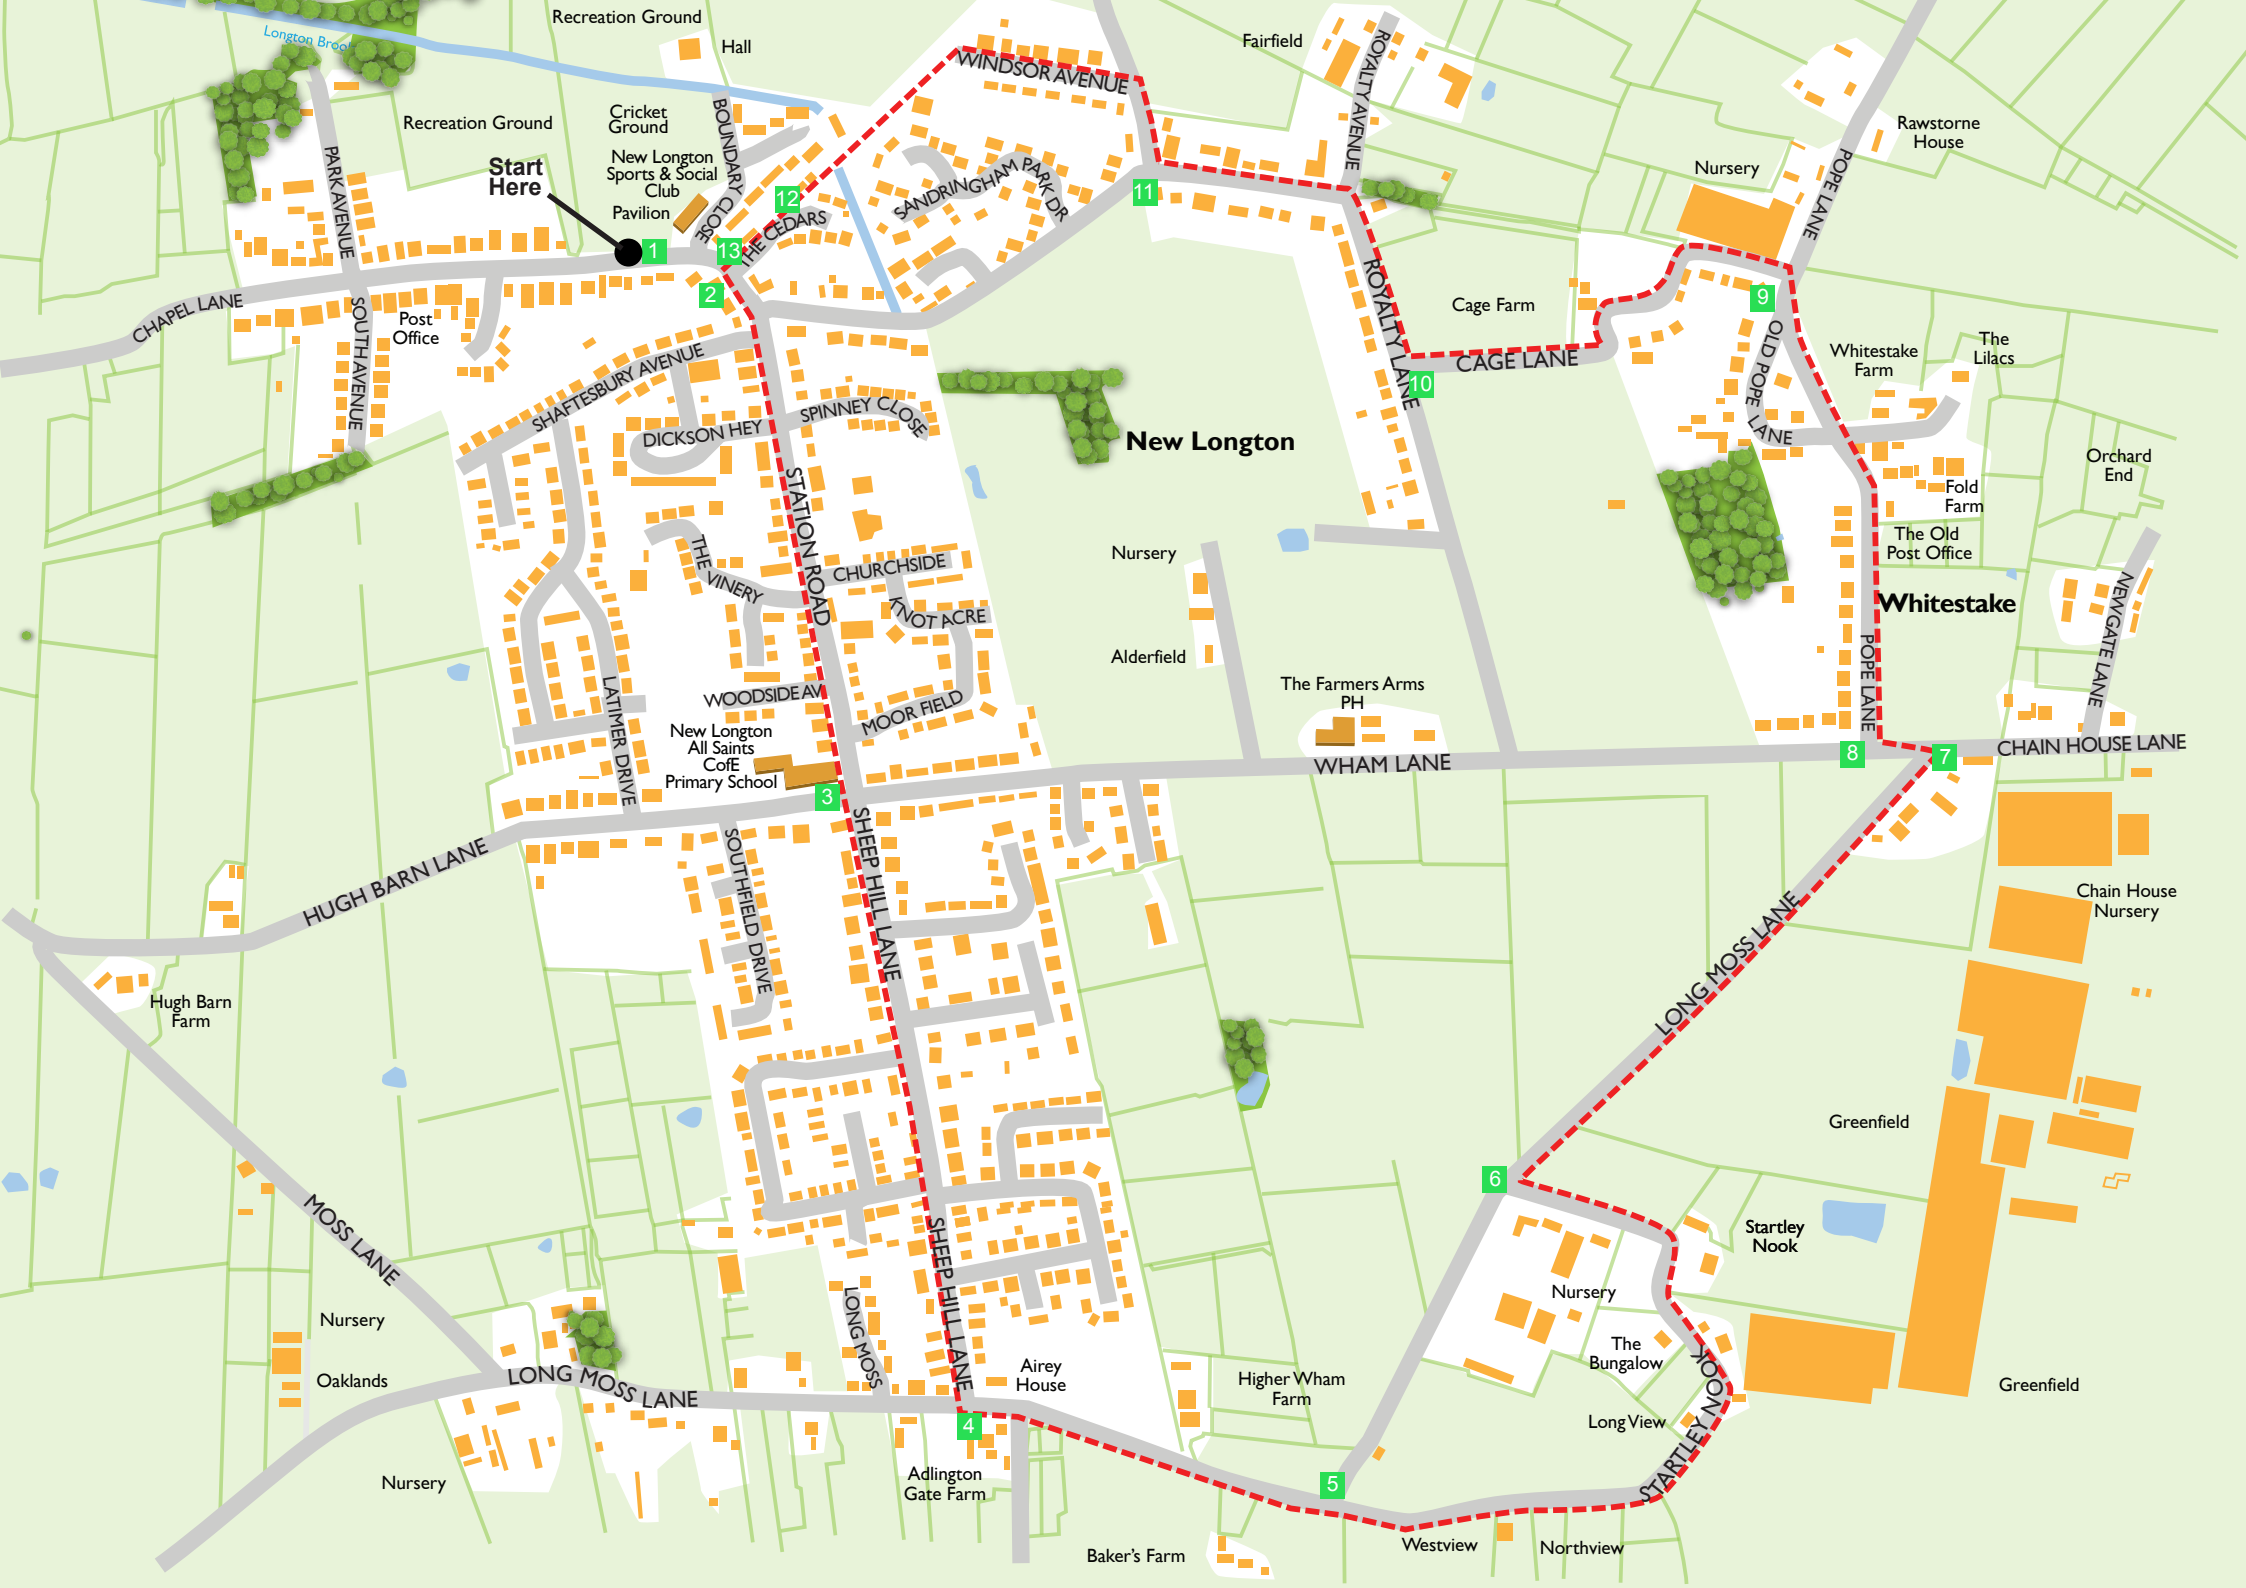 Recreation Ground
Longton Brook
Hall
Fairfield
WINDSOR AVENUE
ROYALTY AVENUE
BOUNDARY CLOSE
Cricket
Ground
Recreation Ground
New Longton
Sports & Social
Club
Pavilion
Start
Here
PARK AVENUE
Rawstorne
House
Nursery
POPE LANE
SANDRINGHAM PARK DR
11
12
THE CEDARS
13
1
2
CHAPEL LANE
SOUTH AVENUE
Post
Office
ROYALTY LANE
Cage Farm
9
OLD POPE LANE
Whitestake
Farm
The
Lilacs
CAGE LANE
10
SHAFTESBURY AVENUE
DICKSON HEY
SPINNEY CLOSE
New Longton
Orchard
End
Fold
Farm
STATION ROAD
The Old
Post Office
Nursery
THE VINERY
CHURCHSIDE
KNOT ACRE
Whitestake
NEWGATE LANE
Alderfield
POPE LANE
WOODSIDE AV
MOOR FIELD
LATIMER DRIVE
The Farmers Arms
PH
New Longton
All Saints
CofE
Primary School
3
WHAM LANE
8
7
CHAIN HOUSE LANE
HUGH BARN LANE
SOUTHFIELD DRIVE
SHEEP HILL LANE
Chain House
Nursery
LONG MOSS LANE
Hugh Barn
Farm
Greenfield
6
MOSS LANE
SHEEP HILL LANE
Startley
Nook
Nursery
Nursery
LONG MOSS
The
Bungalow
Oaklands
LONG MOSS LANE
Airey
House
Higher Wham
Farm
STARTLEY NOOK
Greenfield
Long View
4
Nursery
Adlington
Gate Farm
5
Baker's Farm
Westview
Northview